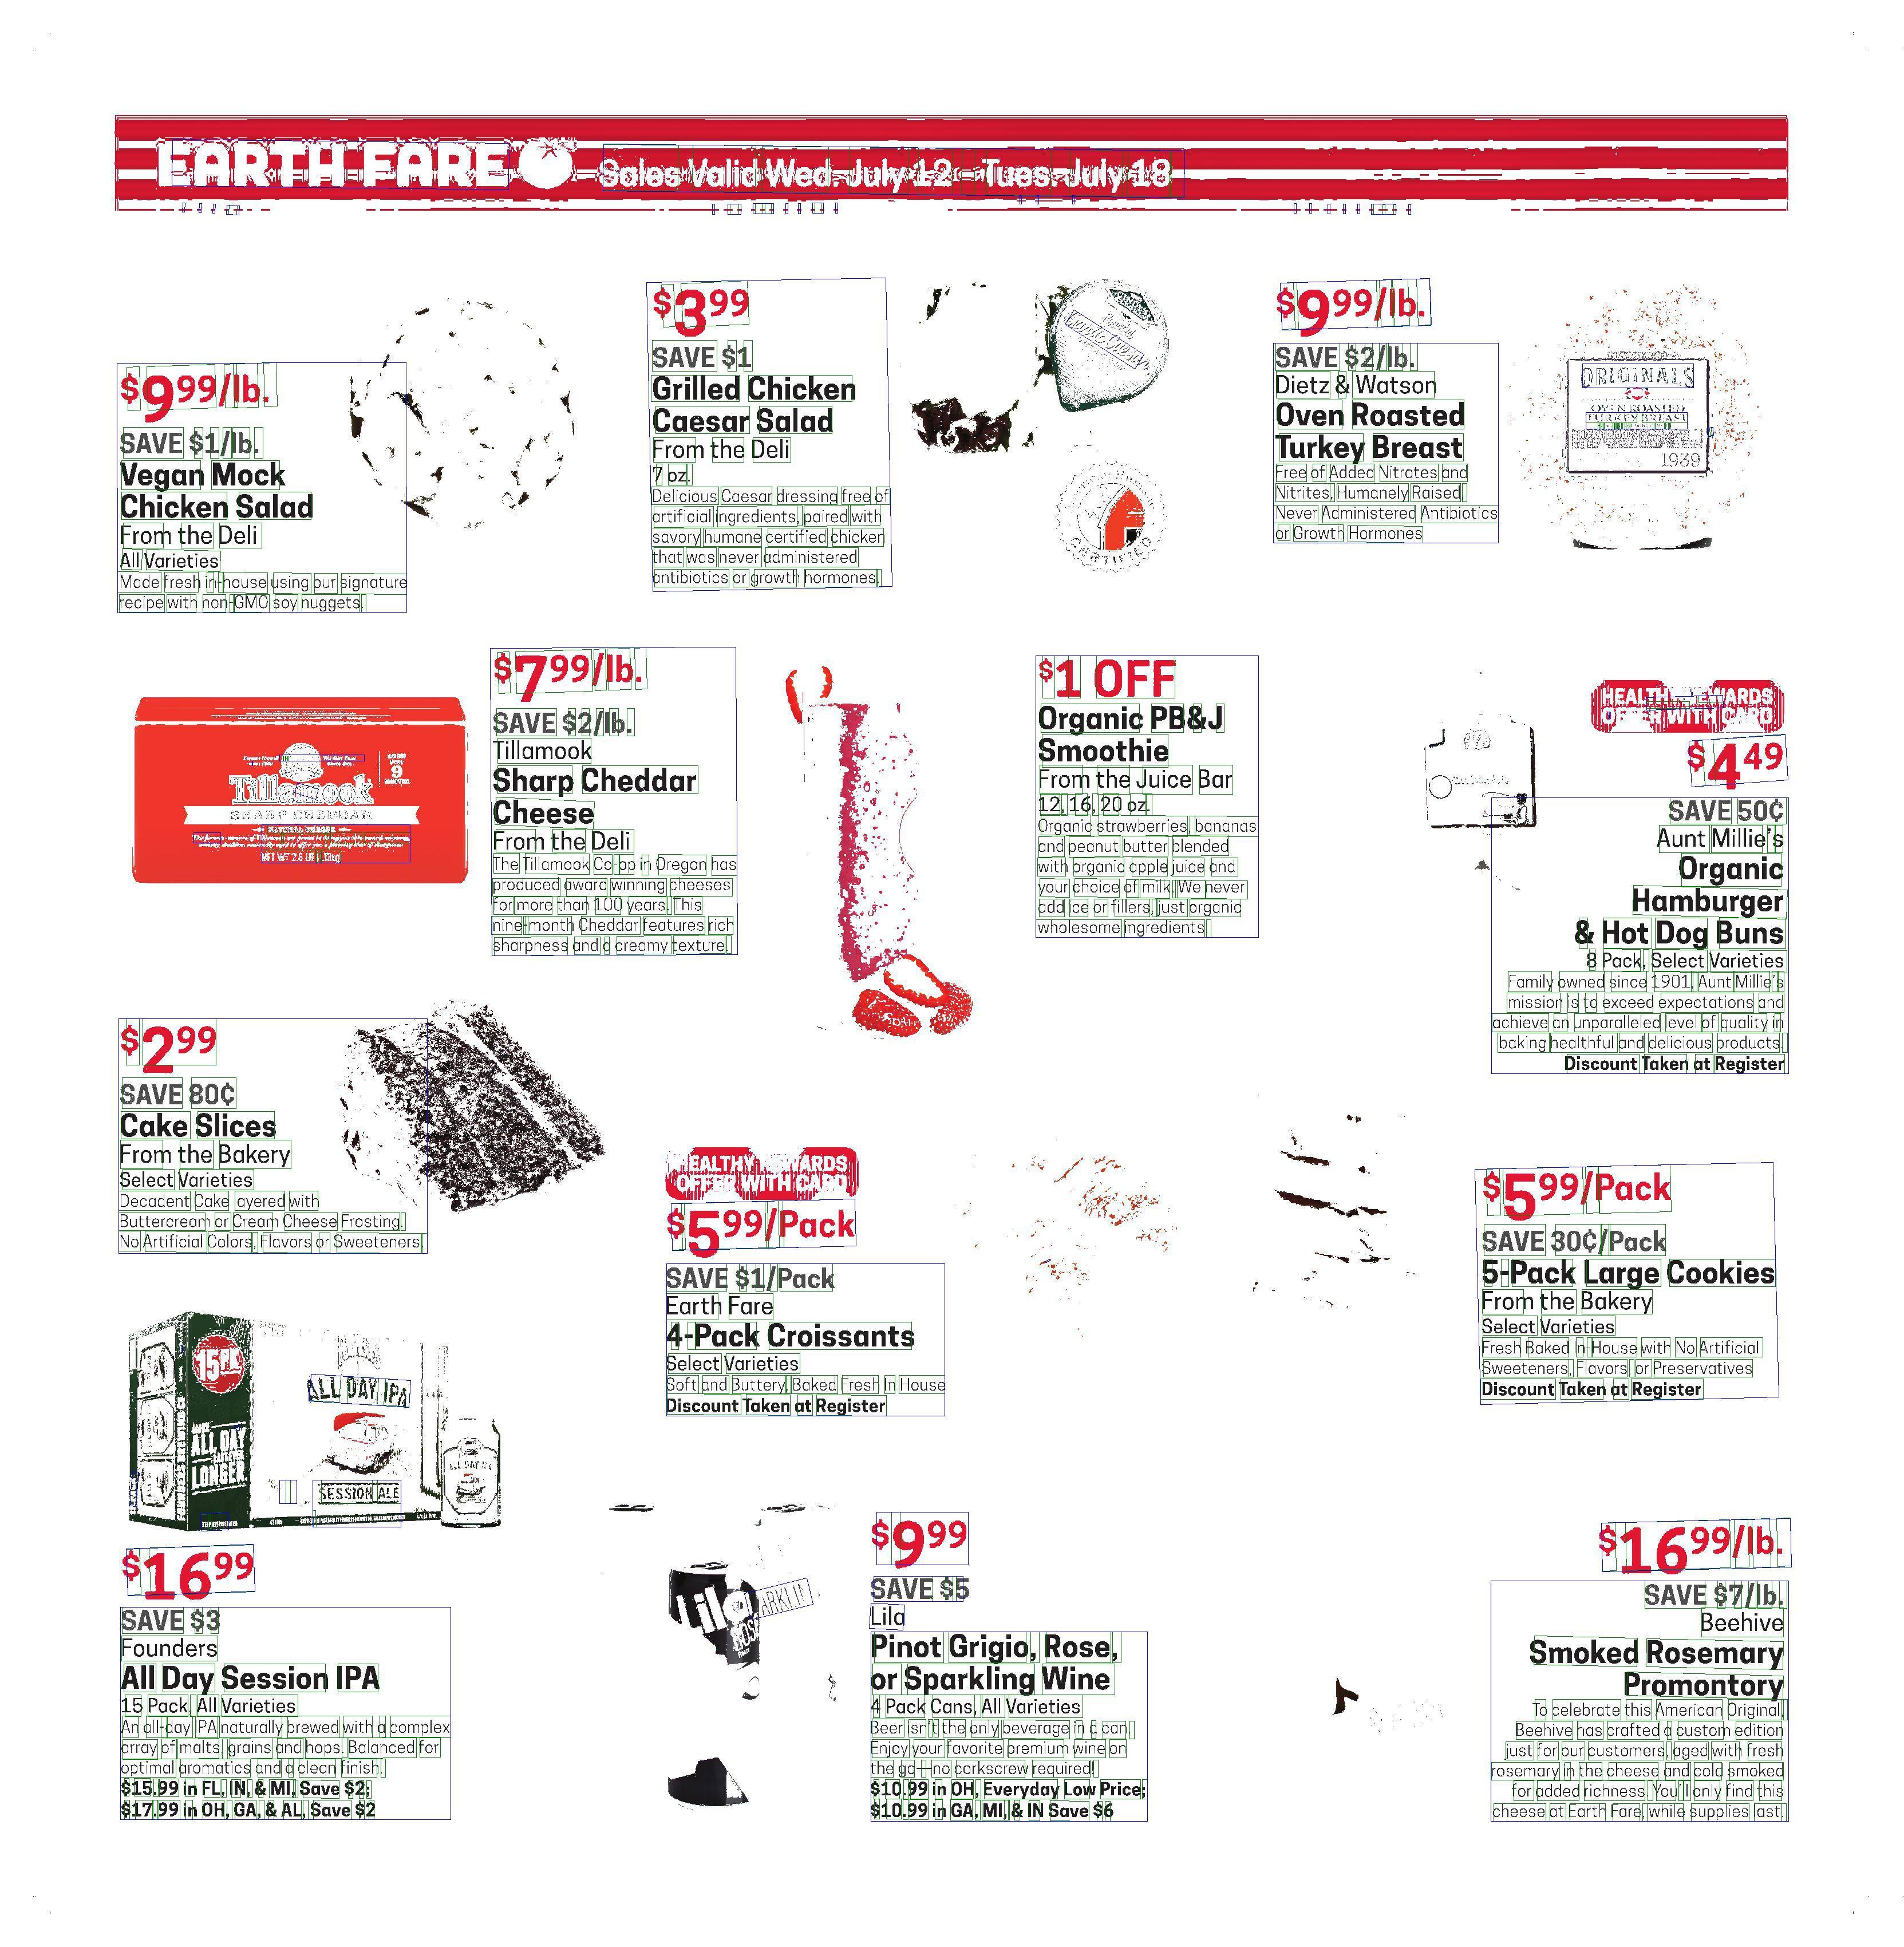 EARTH FARE
Sales Valid Wed. July 12 - Tues. July 18
$9.99/lb.
SAVE $1/lb.
Vegan Mock
Chicken Salad
From the Deli
All Varieties
Made fresh in-house using our signature
recipe with non-GMO soy nuggets.
$3.99
SAVE $1
Grilled Chicken
Caesar Salad
From the Deli
7 oz.
Delicious Caesar dressing free of
artificial ingredients, paired with
savory humane certified chicken
that was never administered
antibiotics or growth hormones.
CERTIFIED
$9.99/lb.
SAVE $2/lb.
Dietz & Watson
Oven Roasted
Turkey Breast
Free of Added Nitrates and
Nitrites, Humanely Raised,
Never Administered Antibiotics
or Growth Hormones
ORIGINALS
OVEN ROASTED
TURKEY BREAST
1939
Tillamook
SHARP CHEDDAR
9
$7.99/lb.
SAVE $2/lb.
Tillamook
Sharp Cheddar
Cheese
From the Deli
The Tillamook Co-op in Oregon has
produced award winning cheeses
for more than 100 years. This
nine-month Cheddar features rich
sharpness and a creamy texture.
$1 OFF
Organic PB&J
Smoothie
From the Juice Bar
12, 16, 20 oz.
Organic strawberries, bananas
and peanut butter blended
with organic apple juice and
your choice of milk. We never
add ice or fillers, just organic
wholesome ingredients.
HEALTHY REWARDS
OFFER WITH CARD
$4.49
SAVE 50¢
Aunt Millie's
Organic
Hamburger
& Hot Dog Buns
8 Pack, Select Varieties
Family owned since 1901, Aunt Millie's
mission is to exceed expectations and
achieve an unparalleled level of quality in
baking healthful and delicious products.
Discount Taken at Register
$2.99
SAVE 80¢
Cake Slices
From the Bakery
Select Varieties
Decadent Cake layered with
Buttercream or Cream Cheese Frosting.
No Artificial Colors, Flavors or Sweeteners
HEALTHY REWARDS
OFFER WITH CARD
$5.99/Pack
SAVE $1/Pack
Earth Fare
4-Pack Croissants
Select Varieties
Soft and Buttery, Baked Fresh In House
Discount Taken at Register
$5.99/Pack
SAVE 30¢/Pack
5-Pack Large Cookies
From the Bakery
Select Varieties
Fresh Baked In-House with No Artificial
Sweeteners, Flavors, or Preservatives
Discount Taken at Register
15PK
ALL DAY IPA
ALL DAY
LONGER
SESSION ALE
$16.99
SAVE $3
Founders
All Day Session IPA
15 Pack, All Varieties
An all-day IPA naturally brewed with a complex
array of malts, grains and hops. Balanced for
optimal aromatics and a clean finish.
$15.99 in FL, IN, & MI, Save $2;
$17.99 in OH, GA, & AL, Save $2
Lila
$9.99
SAVE $5
Lila
Pinot Grigio, Rose,
or Sparkling Wine
4 Pack Cans, All Varieties
Beer isn't the only beverage in a can.
Enjoy your favorite premium wine on
the go—no corkscrew required!
$10.99 in OH, Everyday Low Price;
$10.99 in GA, MI, & IN Save $6
$16.99/lb.
SAVE $7/lb.
Beehive
Smoked Rosemary
Promontory
To celebrate this American Original,
Beehive has crafted a custom edition
just for our customers, aged with fresh
rosemary in the cheese and cold smoked
for added richness. You'll only find this
cheese at Earth Fare, while supplies last.